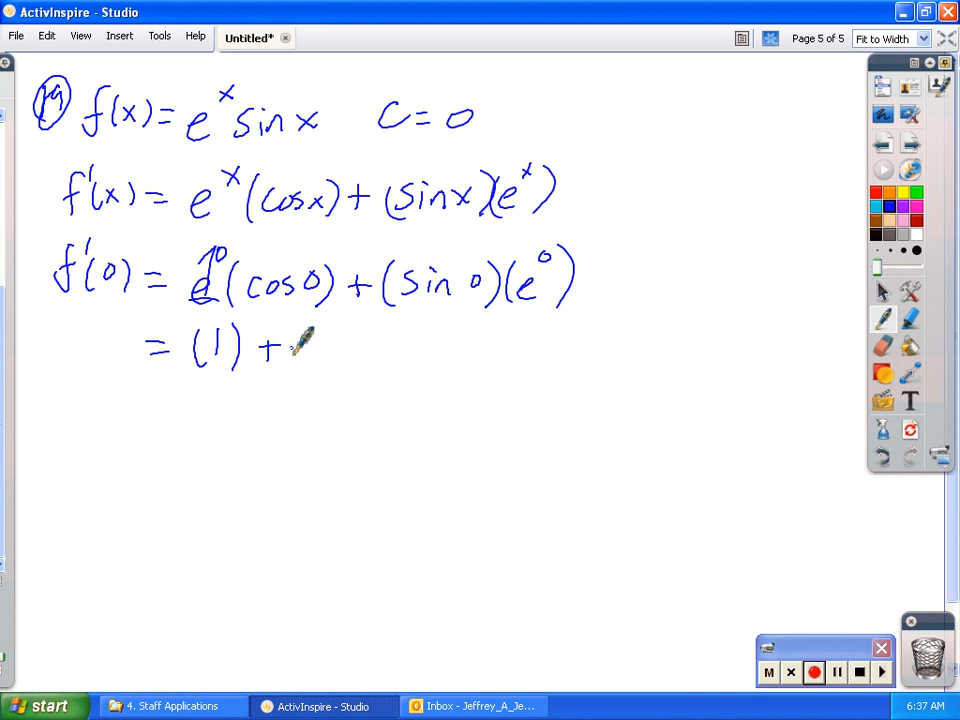 ActivInspire - Studio
File Edit View Insert Tools Help Untitled* Page 5 of 5 Fit to Width
19 f(x) = e^x sin x C = 0
f'(x) = e^x (cos x) + (sin x)(e^x)
f'(0) = e^0 (cos 0) + (sin 0)(e^0)
= (1) +
M
start 4. Staff Applications ActivInspire - Studio Inbox - Jeffrey_A_Je... 6:37 AM